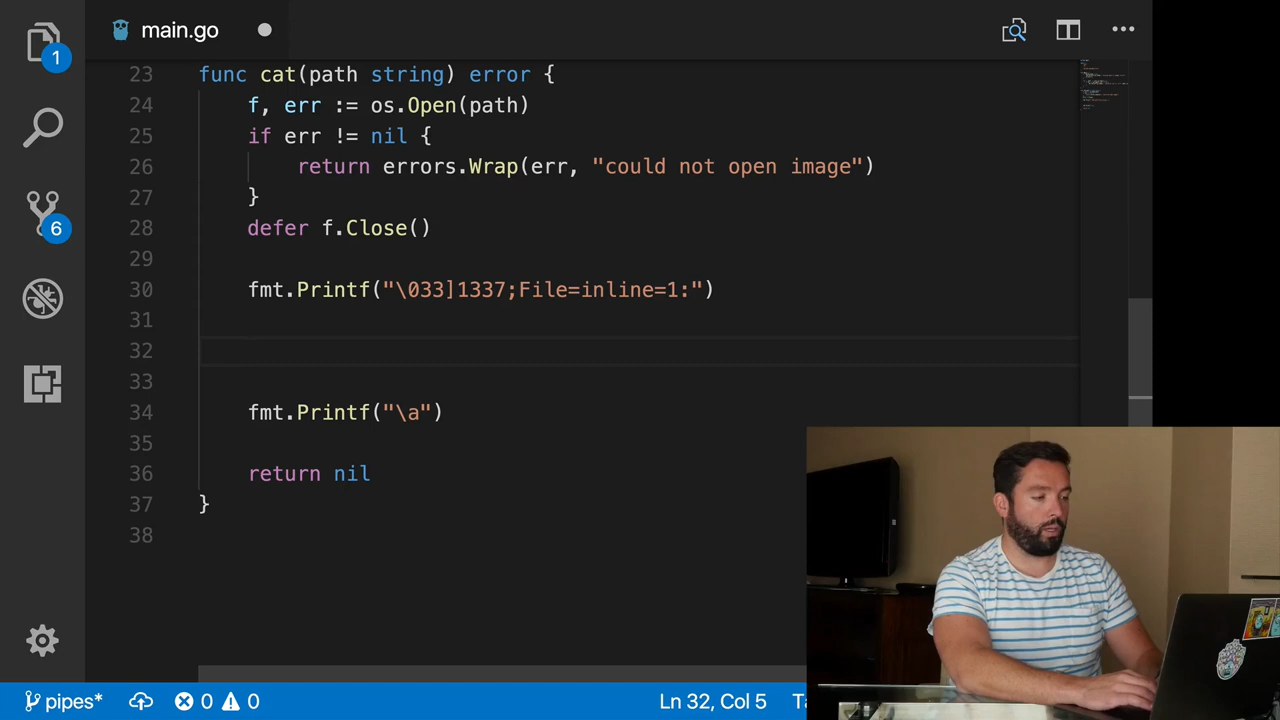 1
6
main.go
23 func cat(path string) error {
24 f, err := os.Open(path)
25 if err != nil {
26 return errors.Wrap(err, "could not open image")
27 }
28 defer f.Close()
29
30 fmt.Printf("\033]1337;File=inline=1:")
31
32
33
34 fmt.Printf("\a")
35
36 return nil
37 }
38
pipes* 0 0 Ln 32, Col 5 Ta